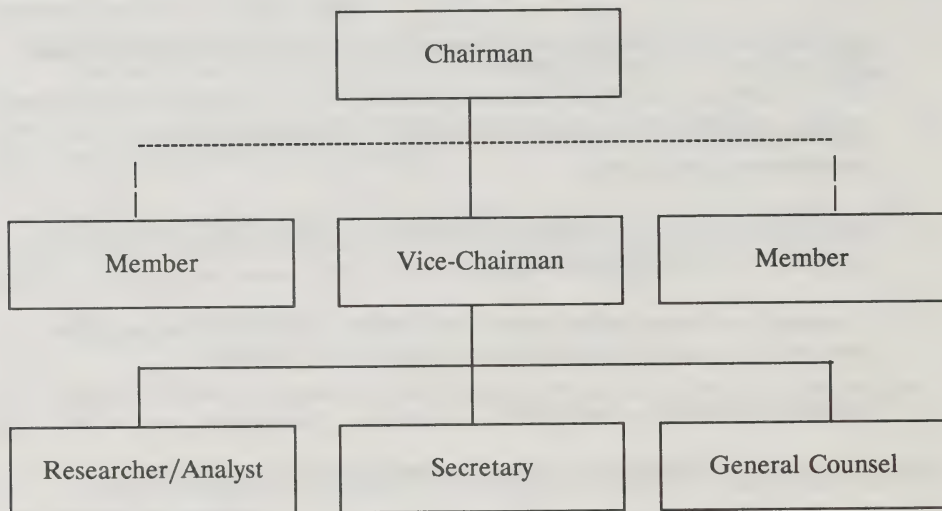 Chairman
Member
Vice-Chairman
Member
Researcher/Analyst
Secretary
General Counsel